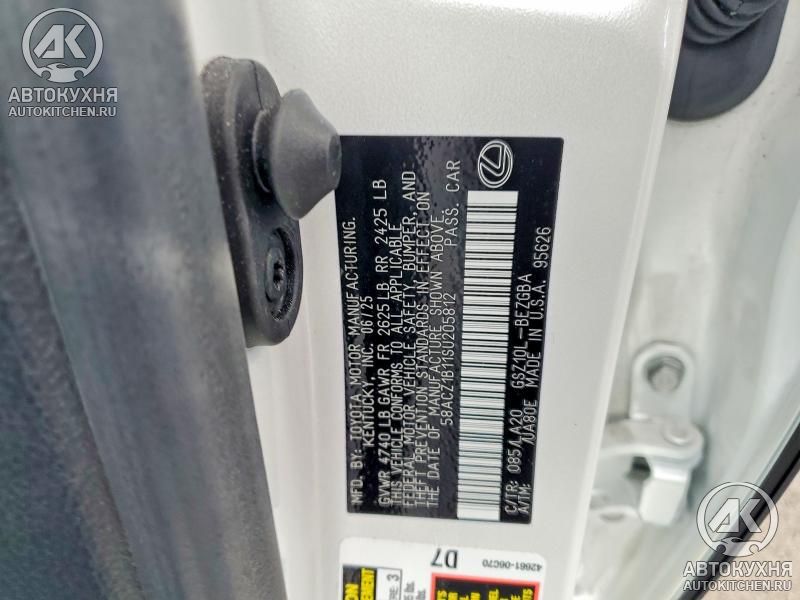 АВТОКУХНЯ
AUTOKITCHEN.RU
MFD. BY: TOYOTA MOTOR MANUFACTURING.
KENTUCKY, INC. 06/25
GVWR 4740 LB GAWR FR 2625 LB RR 2425 LB
THIS VEHICLE CONFORMS TO ALL APPLICABLE
FEDERAL MOTOR VEHICLE SAFETY, BUMPER, AND
THEFT PREVENTION STANDARDS IN EFFECT ON
THE DATE OF MANUFACTURE SHOWN ABOVE.
58ACZ1B11SU205812 PASS. CAR
C/TR: 085/LA20 GSZ10L-BEZGBA
A/TM: /UA80E MADE IN U.S.A. 95626
42661-06C70
D7
АВТОКУХНЯ
AUTOKITCHEN.RU